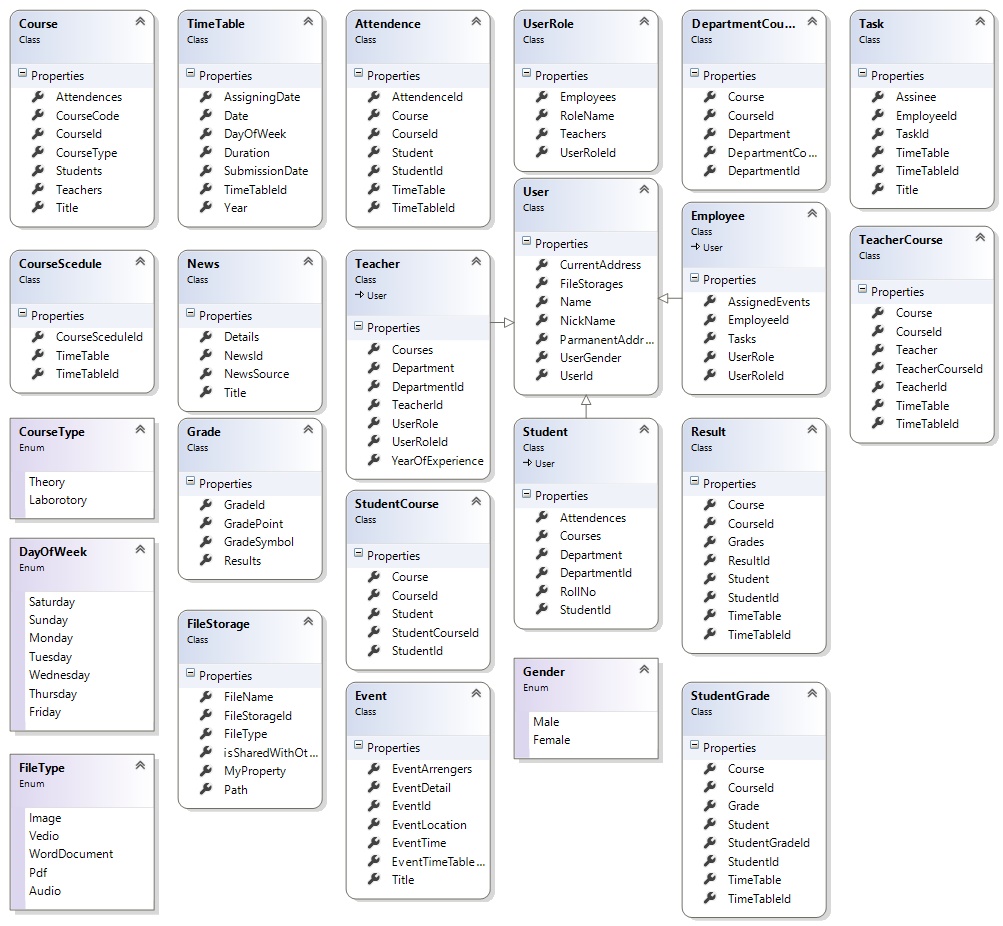 Course
Class
Properties
Attendences
CourseCode
CourseId
CourseType
Students
Teachers
Title
TimeTable
Class
Properties
AssigningDate
Date
DayOfWeek
Duration
SubmissionDate
TimeTableId
Year
Attendence
Class
Properties
AttendenceId
Course
CourseId
Student
StudentId
TimeTable
TimeTableId
UserRole
Class
Properties
Employees
RoleName
Teachers
UserRoleId
DepartmentCou...
Class
Properties
Course
CourseId
Department
DepartmentCo...
DepartmentId
Task
Class
Properties
Assinee
EmployeeId
TaskId
TimeTable
TimeTableId
Title
User
Class
Properties
CurrentAddress
FileStorages
Name
NickName
ParmanentAddr...
UserGender
UserId
Employee
Class
User
Properties
AssignedEvents
EmployeeId
Tasks
UserRole
UserRoleId
TeacherCourse
Class
Properties
Course
CourseId
Teacher
TeacherCourseId
TeacherId
TimeTable
TimeTableId
CourseScedule
Class
Properties
CourseSceduleId
TimeTable
TimeTableId
News
Class
Properties
Details
NewsId
NewsSource
Title
Teacher
Class
User
Properties
Courses
Department
DepartmentId
TeacherId
UserRole
UserRoleId
YearOfExperience
CourseType
Enum
Theory
Laborotory
Grade
Class
Properties
GradeId
GradePoint
GradeSymbol
Results
Student
Class
User
Properties
Attendences
Courses
Department
DepartmentId
RollNo
StudentId
Result
Class
Properties
Course
CourseId
Grades
ResultId
Student
StudentId
TimeTable
TimeTableId
StudentCourse
Class
Properties
Course
CourseId
Student
StudentCourseId
StudentId
DayOfWeek
Enum
Saturday
Sunday
Monday
Tuesday
Wednesday
Thursday
Friday
FileStorage
Class
Properties
FileName
FileStorageId
FileType
isSharedWithOt...
MyProperty
Path
Gender
Enum
Male
Female
Event
Class
Properties
EventArrengers
EventDetail
EventId
EventLocation
EventTime
EventTimeTable...
Title
StudentGrade
Class
Properties
Course
CourseId
Grade
Student
StudentGradeId
StudentId
TimeTable
TimeTableId
FileType
Enum
Image
Vedio
WordDocument
Pdf
Audio